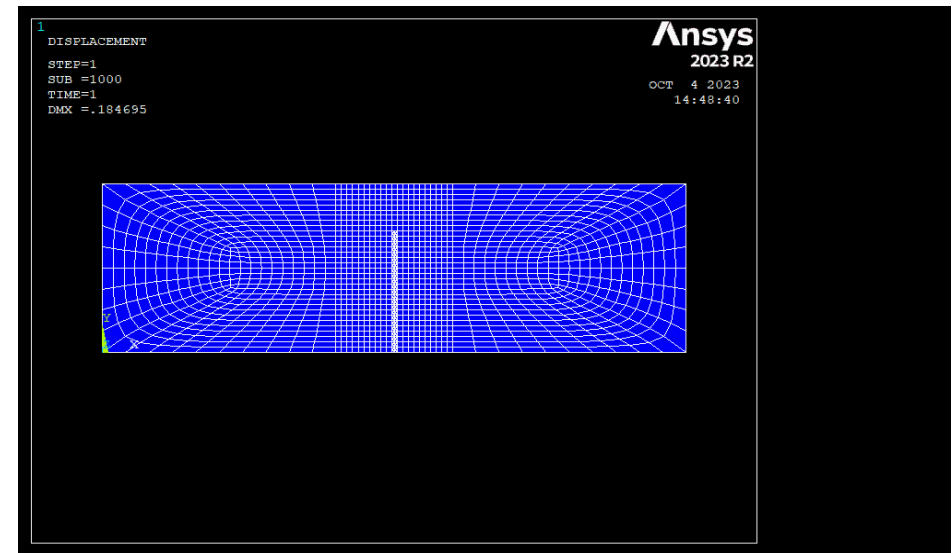 1
DISPLACEMENT
STEP=1
SUB =1000
TIME=1
DMX =.184695
Ansys
2023 R2
OCT 4 2023
14:48:40
Y
X